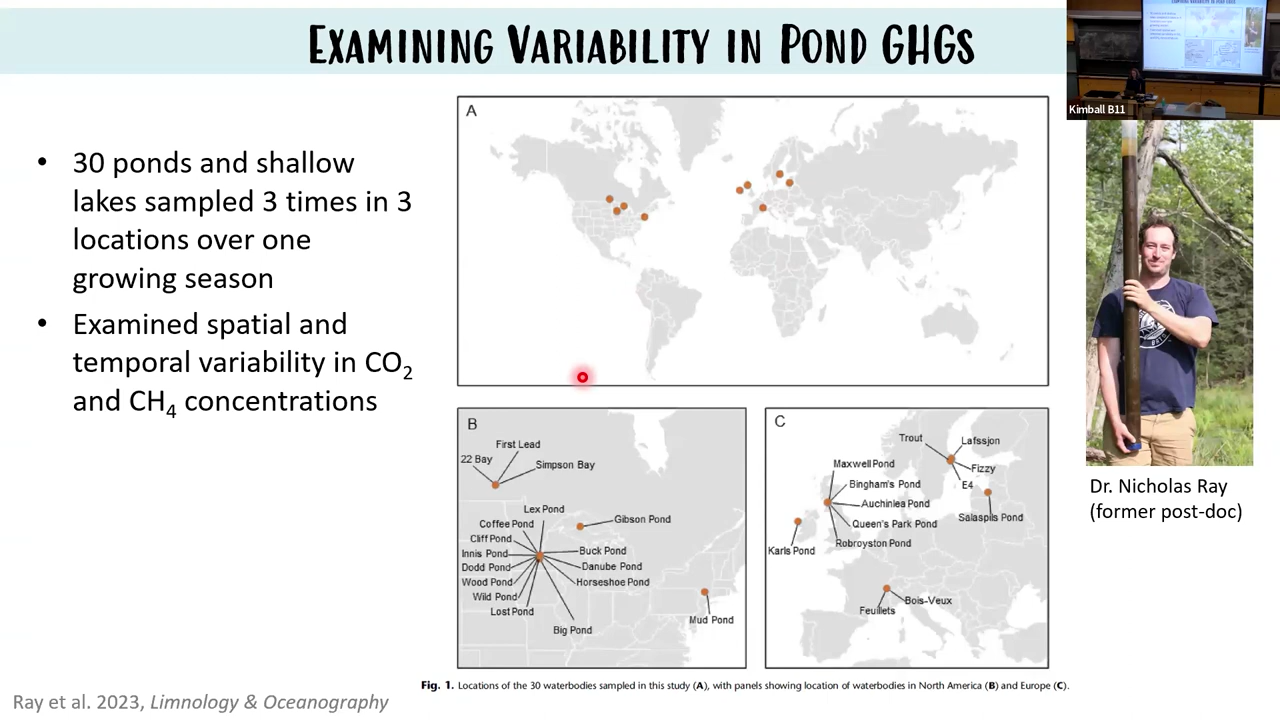 EXAMINING VARIABILITY IN POND GHGS
Kimball B11
• 30 ponds and shallow
lakes sampled 3 times in 3
locations over one
growing season
• Examined spatial and
temporal variability in CO₂
and CH₄ concentrations
A
B
First Lead
22 Bay
Simpson Bay
Lex Pond
Gibson Pond
Coffee Pond
Cliff Pond
Innis Pond
Buck Pond
Dodd Pond
Danube Pond
Wood Pond
Horseshoe Pond
Wild Pond
Lost Pond
Big Pond
Mud Pond
C
Trout
Lafssjon
Maxwell Pond
Fizzy
Bingham's Pond
E4
Auchinlea Pond
Salaspils Pond
Queen's Park Pond
Karls Pond
Robroyston Pond
Bois-Veux
Feuillets
Dr. Nicholas Ray
(former post-doc)
Fig. 1. Locations of the 30 waterbodies sampled in this study (A), with panels showing location of waterbodies in North America (B) and Europe (C).
Ray et al. 2023, Limnology & Oceanography